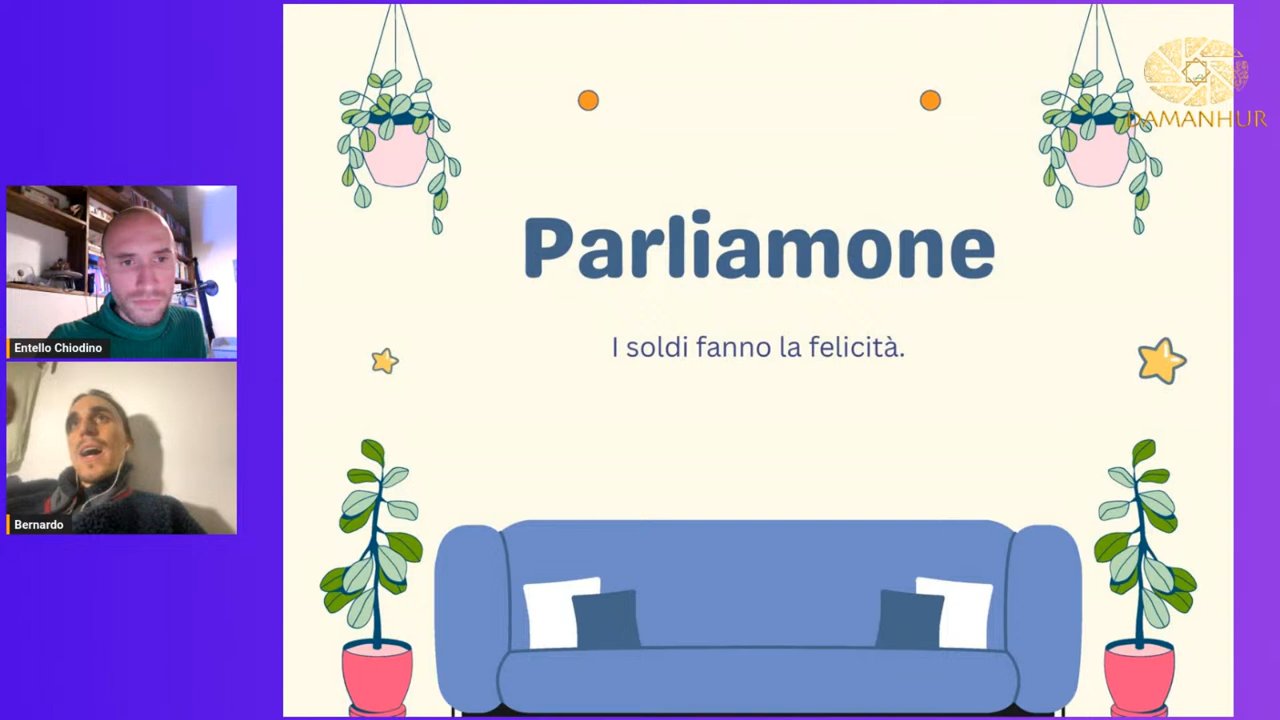 DAMANHUR
Parliamone
I soldi fanno la felicità.
Entello Chiodino
Bernardo